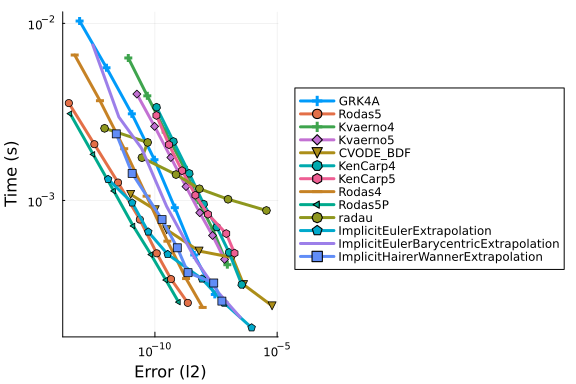 10⁻²
10⁻³
Time (s)
10⁻¹⁰
10⁻⁵
Error (l2)
GRK4A
Rodas5
Kvaerno4
Kvaerno5
CVODE_BDF
KenCarp4
KenCarp5
Rodas4
Rodas5P
radau
ImplicitEulerExtrapolation
ImplicitEulerBarycentricExtrapolation
ImplicitHairerWannerExtrapolation